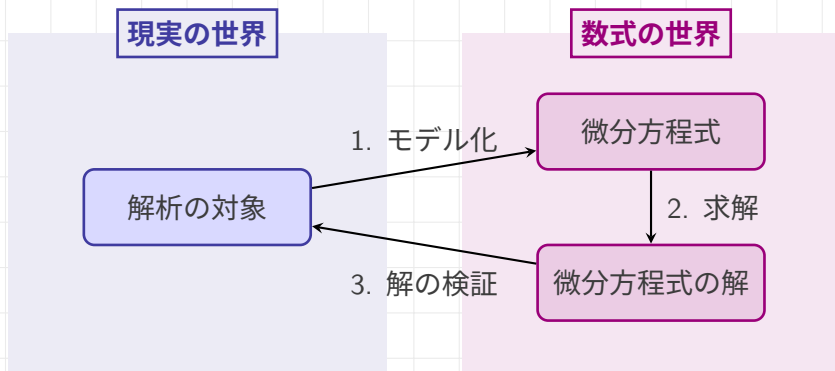 現実の世界
数式の世界
1. モデル化
微分方程式
解析の対象
2. 求解
3. 解の検証
微分方程式の解